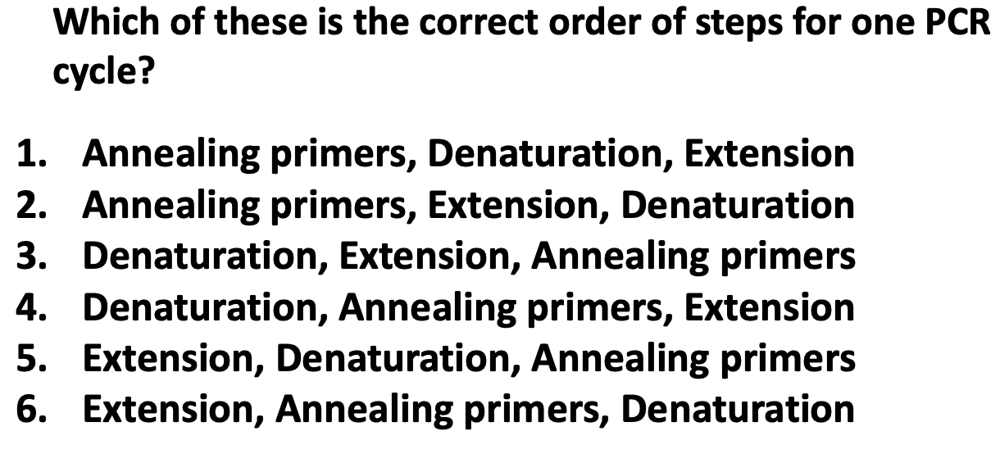 Which of these is the correct order of steps for one PCR
cycle?
1. Annealing primers, Denaturation, Extension
2. Annealing primers, Extension, Denaturation
3. Denaturation, Extension, Annealing primers
4. Denaturation, Annealing primers, Extension
5. Extension, Denaturation, Annealing primers
6. Extension, Annealing primers, Denaturation